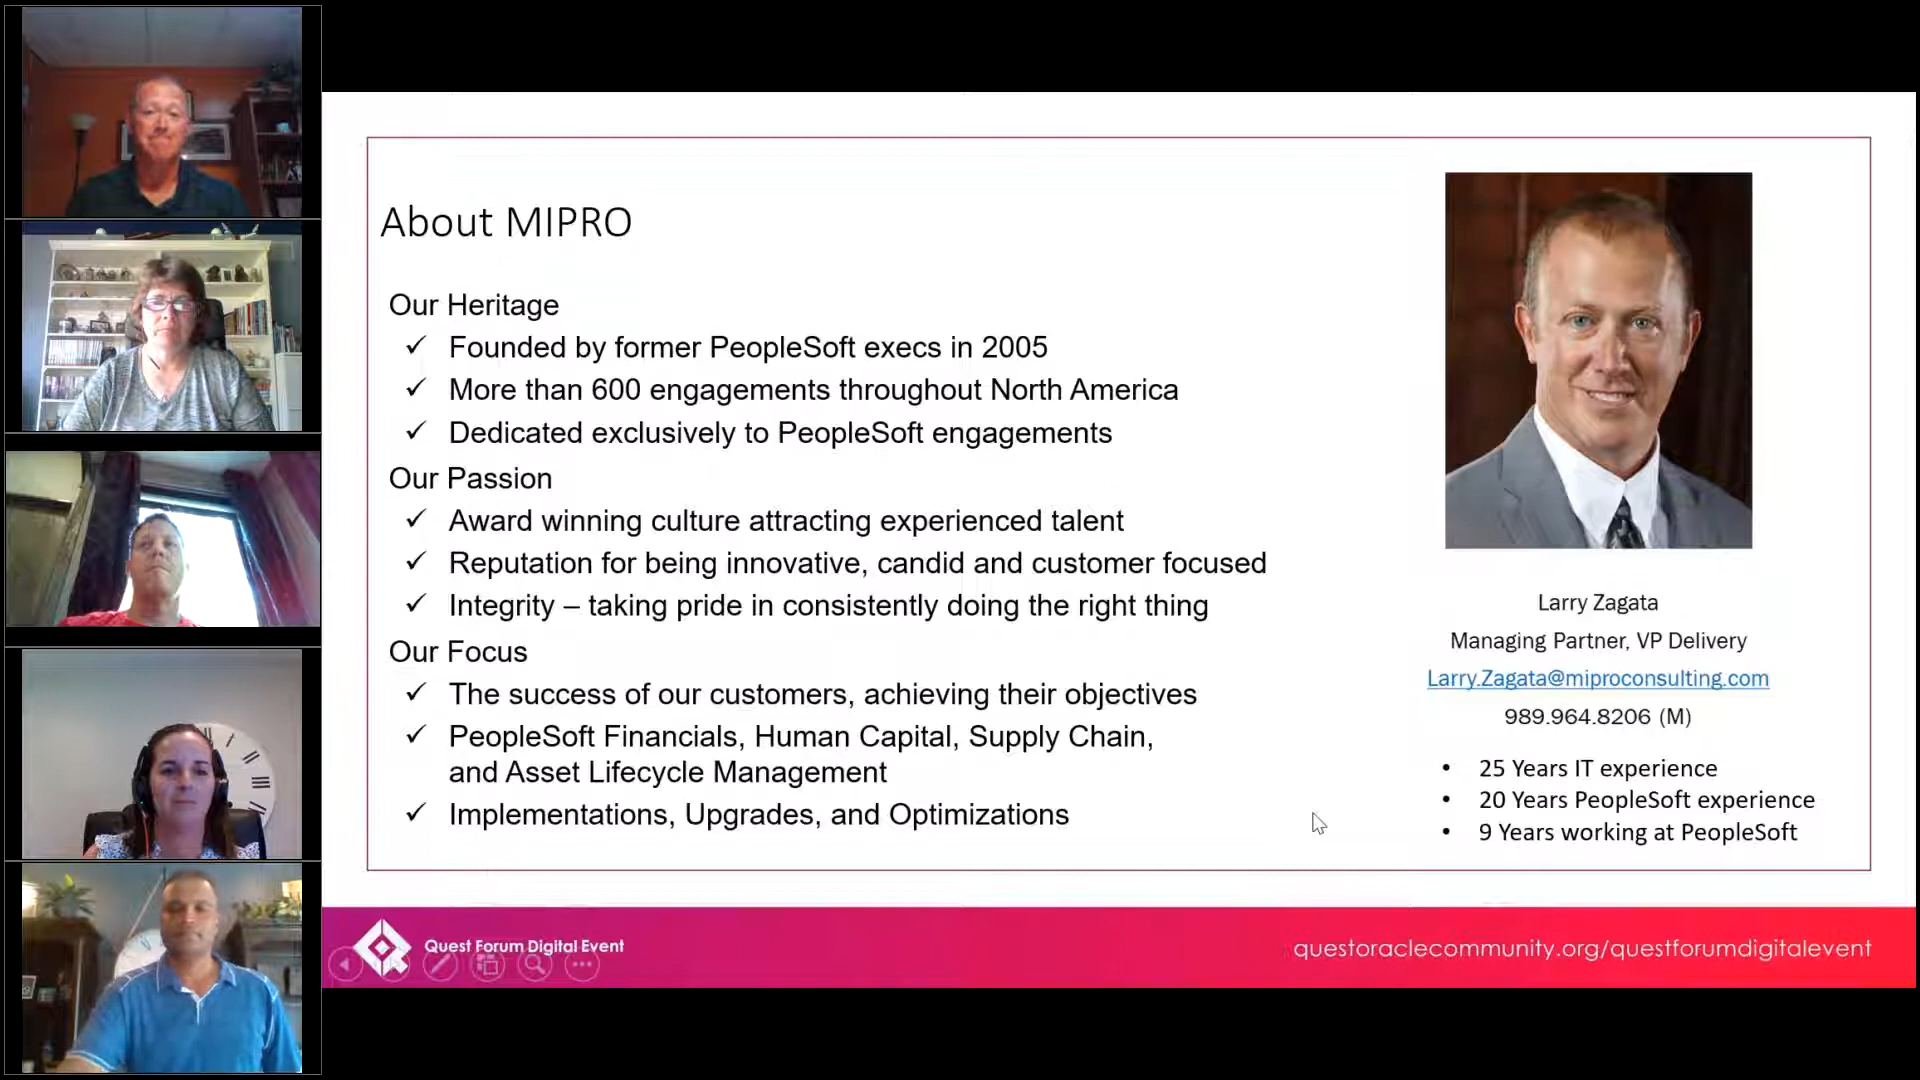 About MIPRO
Our Heritage
✓ Founded by former PeopleSoft execs in 2005
✓ More than 600 engagements throughout North America
✓ Dedicated exclusively to PeopleSoft engagements
Our Passion
✓ Award winning culture attracting experienced talent
✓ Reputation for being innovative, candid and customer focused
✓ Integrity – taking pride in consistently doing the right thing
Our Focus
✓ The success of our customers, achieving their objectives
✓ PeopleSoft Financials, Human Capital, Supply Chain,
and Asset Lifecycle Management
✓ Implementations, Upgrades, and Optimizations
Larry Zagata
Managing Partner, VP Delivery
Larry.Zagata@miproconsulting.com
989.964.8206 (M)
• 25 Years IT experience
• 20 Years PeopleSoft experience
• 9 Years working at PeopleSoft
Quest Forum Digital Event
questoraclecommunity.org/questforumdigitalevent